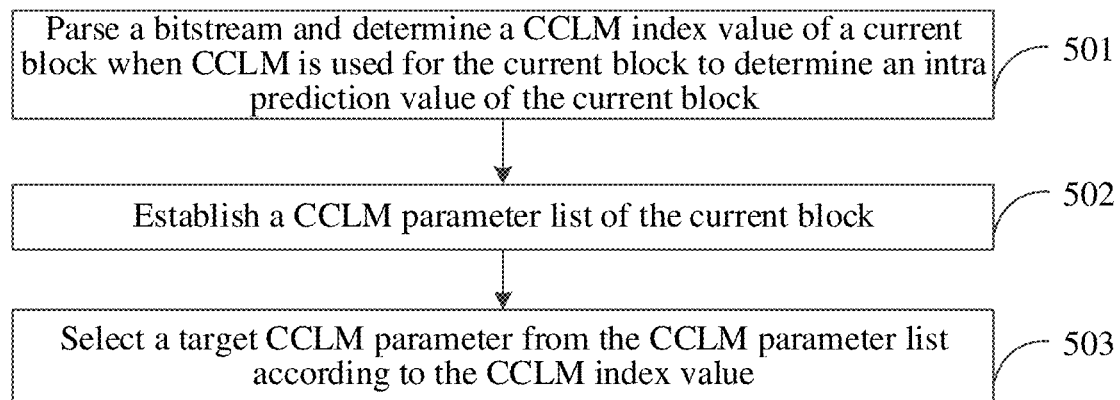 Parse a bitstream and determine a CCLM index value of a current
block when CCLM is used for the current block to determine an intra
prediction value of the current block
501
Establish a CCLM parameter list of the current block
502
Select a target CCLM parameter from the CCLM parameter list
according to the CCLM index value
503